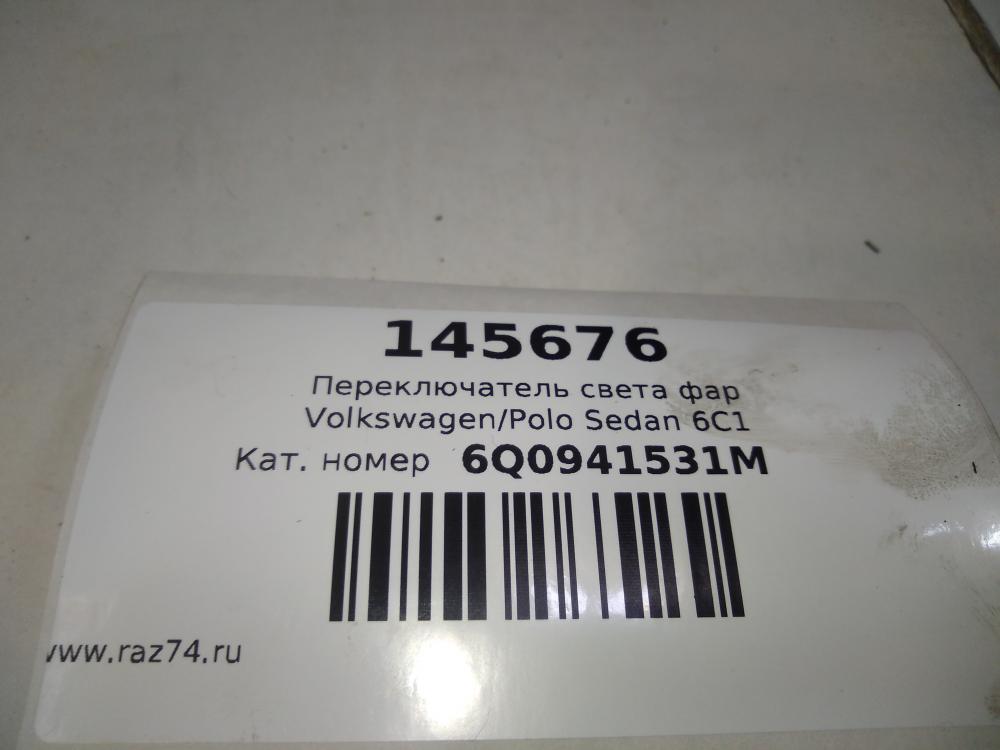 145676
Переключатель света фар
Volkswagen/Polo Sedan 6C1
Кат. номер 6Q0941531M
www.raz74.ru